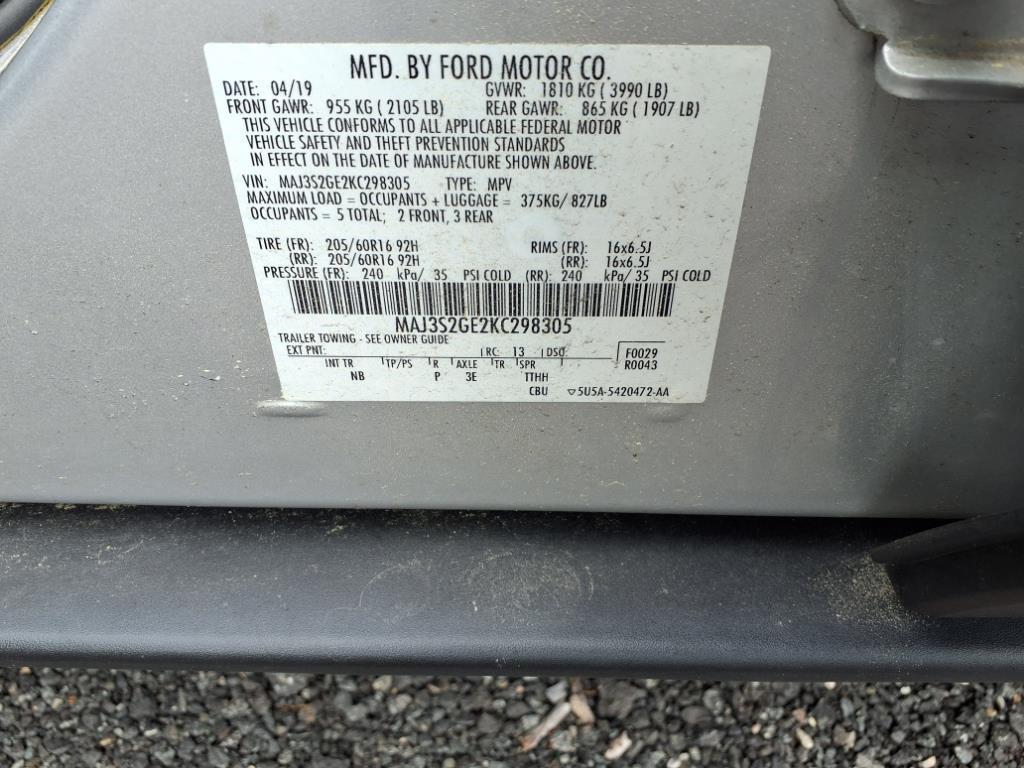 MFD. BY FORD MOTOR CO.
DATE: 04/19 GVWR: 1810 KG ( 3990 LB)
FRONT GAWR: 955 KG ( 2105 LB) REAR GAWR: 865 KG ( 1907 LB)
THIS VEHICLE CONFORMS TO ALL APPLICABLE FEDERAL MOTOR
VEHICLE SAFETY AND THEFT PREVENTION STANDARDS
IN EFFECT ON THE DATE OF MANUFACTURE SHOWN ABOVE.
VIN: MAJ3S2GE2KC298305 TYPE: MPV
MAXIMUM LOAD = OCCUPANTS + LUGGAGE = 375KG/ 827LB
OCCUPANTS = 5 TOTAL; 2 FRONT, 3 REAR
TIRE (FR): 205/60R16 92H RIMS (FR): 16x6.5J
(RR): 205/60R16 92H (RR): 16x6.5J
PRESSURE (FR): 240 kPa/ 35 PSI COLD (RR): 240 kPa/ 35 PSI COLD
MAJ3S2GE2KC298305
TRAILER TOWING - SEE OWNER GUIDE
EXT PNT: RC: 13 DSO: F0029
INT TR TP/PS R AXLE TR SPR R0043
NB P 3E TTHH
CBU 5U5A-5420472-AA